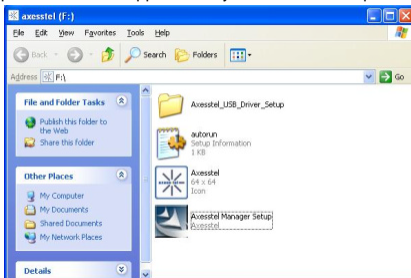 axesstel (F:)
File Edit View Favorites Tools Help
Back Search Folders
Address F:\ Go
File and Folder Tasks
Publish this folder to
the Web
Share this folder
Other Places
My Computer
My Documents
Shared Documents
My Network Places
Details
Axesstel_USB_Driver_Setup
autorun
Setup Information
1 KB
Axesstel
64 x 64
Icon
Axesstel Manager Setup
Axesstel